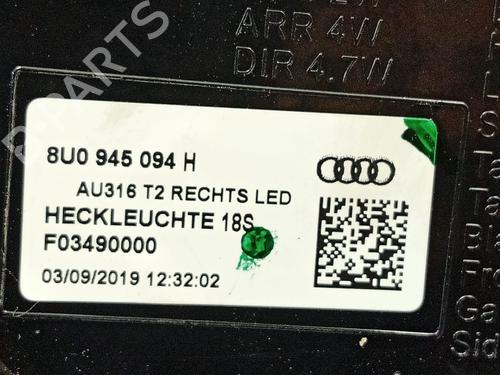 ARR 4W
DIR 4.7W
8U0 945 094 H
AU316 T2 RECHTS LED
HECKLEUCHTE 18S
F03490000
03/09/2019 12:32:02
B-PARTS